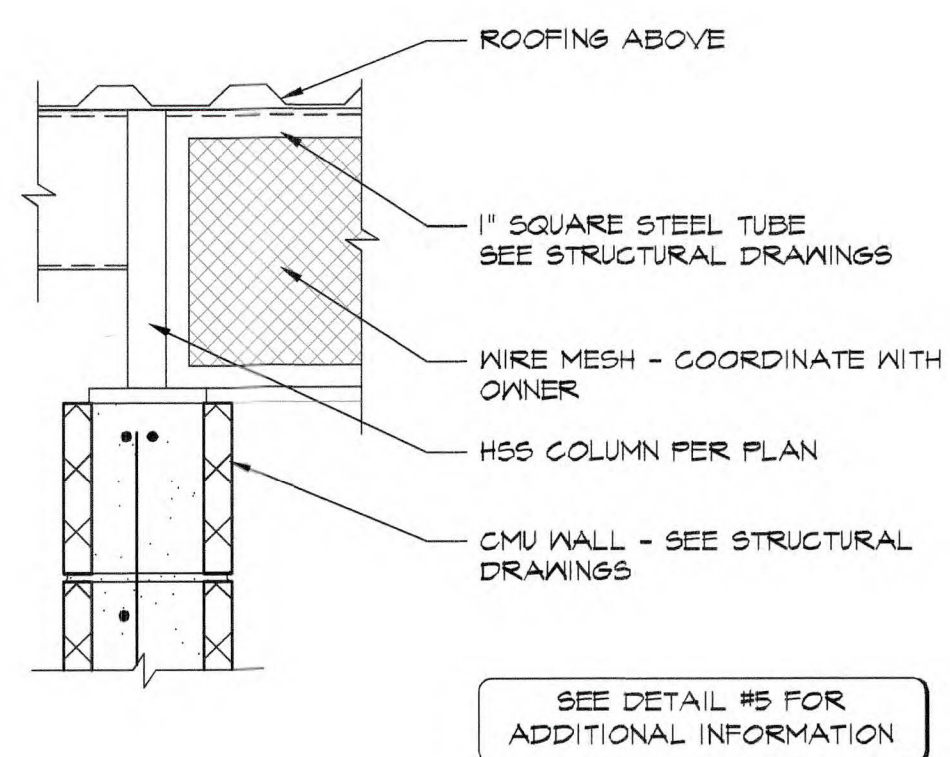 ROOFING ABOVE
1" SQUARE STEEL TUBE
SEE STRUCTURAL DRAWINGS
WIRE MESH - COORDINATE WITH
OWNER
HSS COLUMN PER PLAN
CMU WALL - SEE STRUCTURAL
DRAWINGS
SEE DETAIL #5 FOR
ADDITIONAL INFORMATION